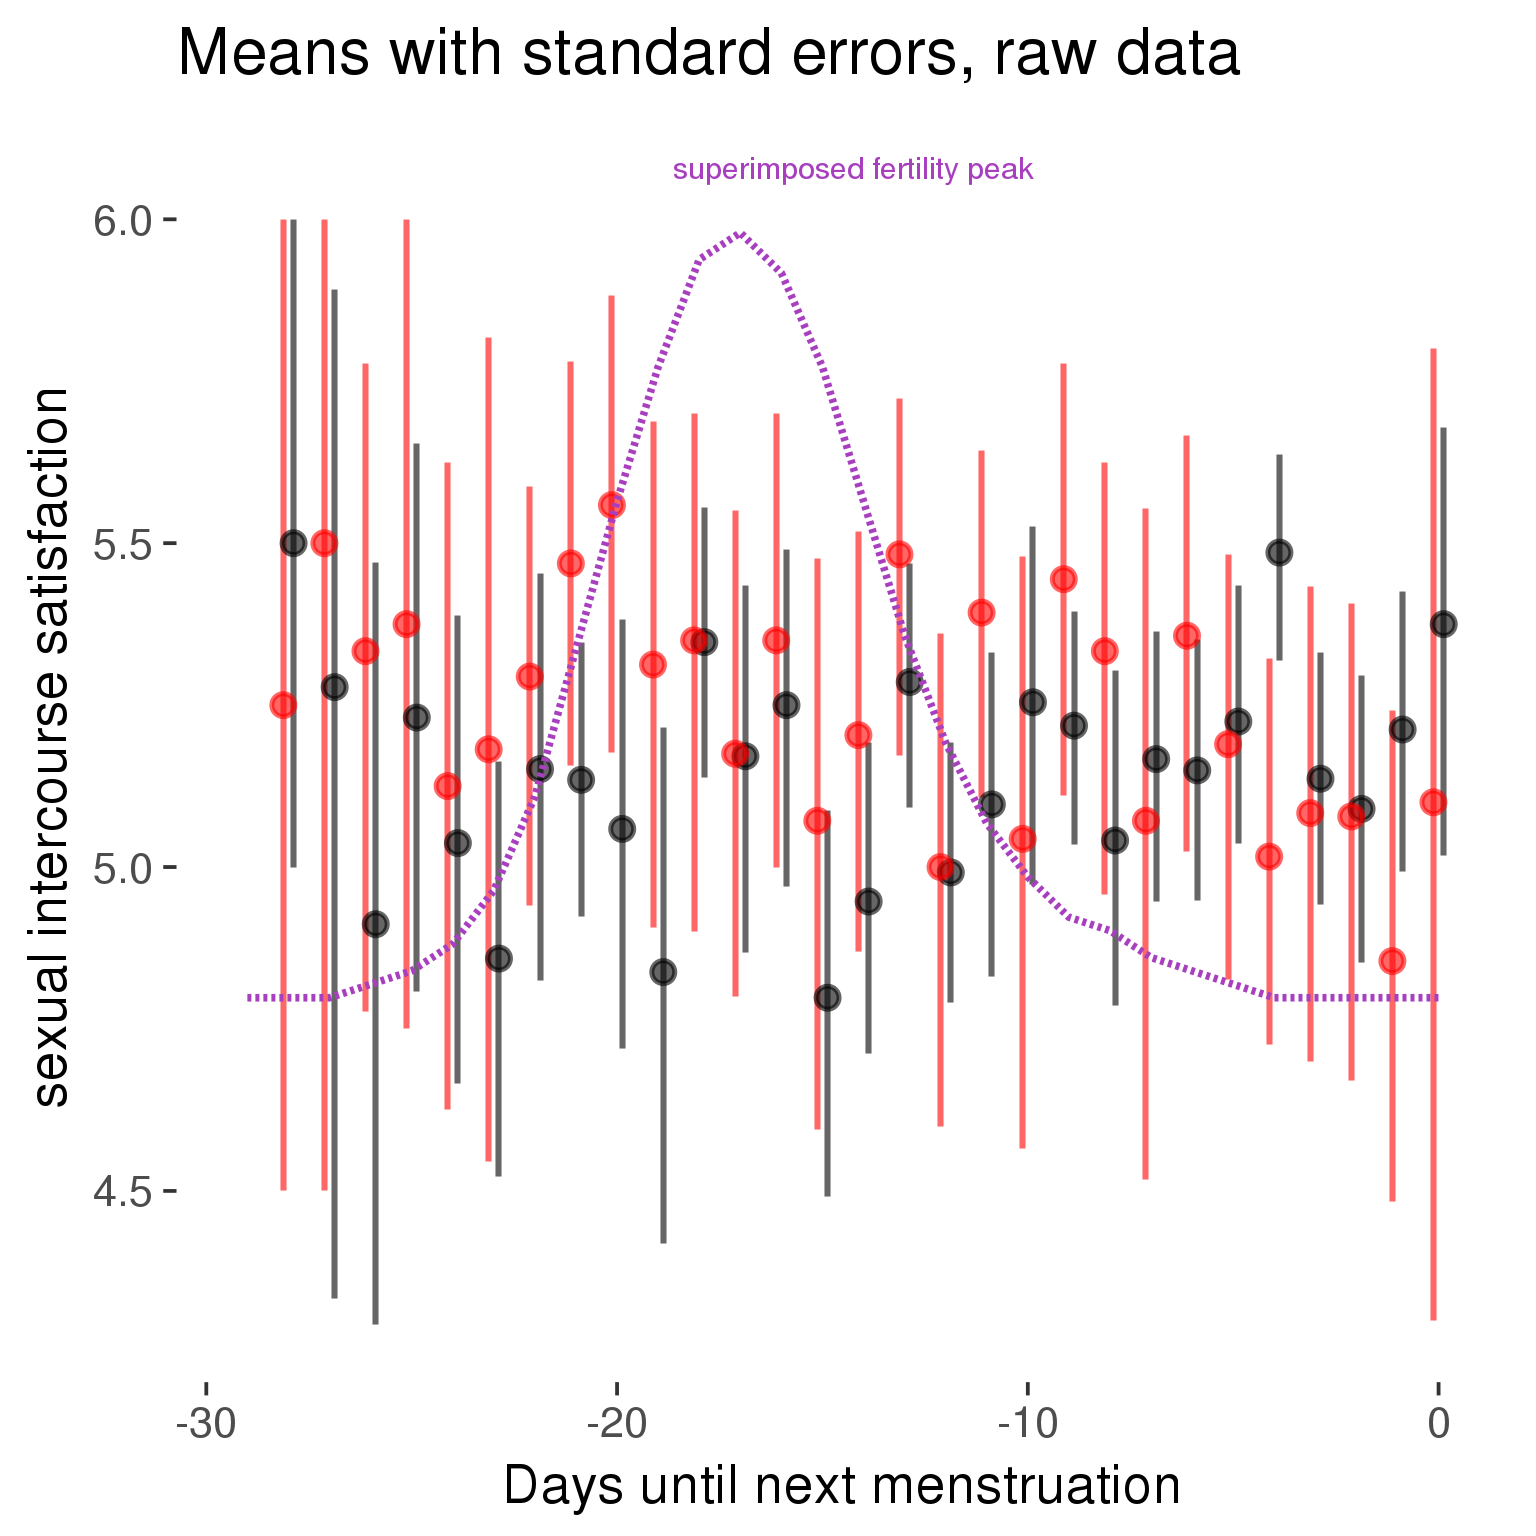 Means with standard errors, raw data
superimposed fertility peak
sexual intercourse satisfaction
6.0
5.5
5.0
4.5
-30
-20
-10
0
Days until next menstruation